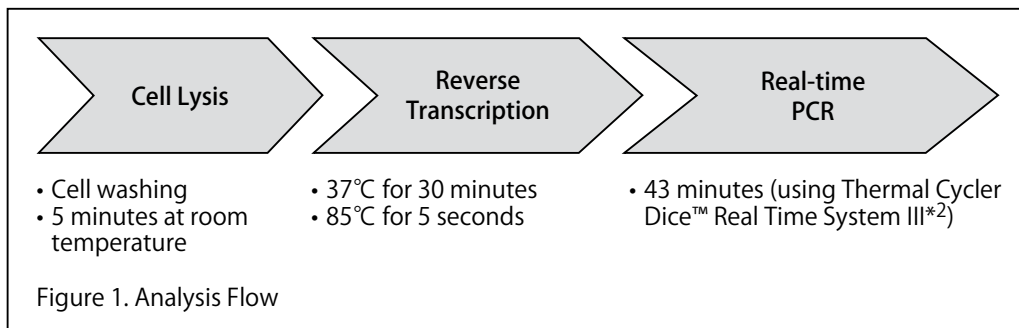 Cell Lysis
Reverse
Transcription
Real-time
PCR
• Cell washing
• 5 minutes at room
temperature
• 37℃ for 30 minutes
• 85℃ for 5 seconds
• 43 minutes (using Thermal Cycler
Dice™ Real Time System III*2)
Figure 1. Analysis Flow